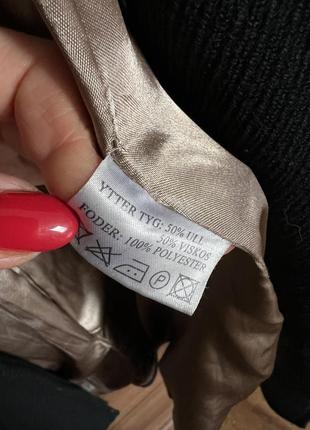 YTTER TYG: 50% ULL
50% VISKOS
FODER: 100% POLYESTER
P